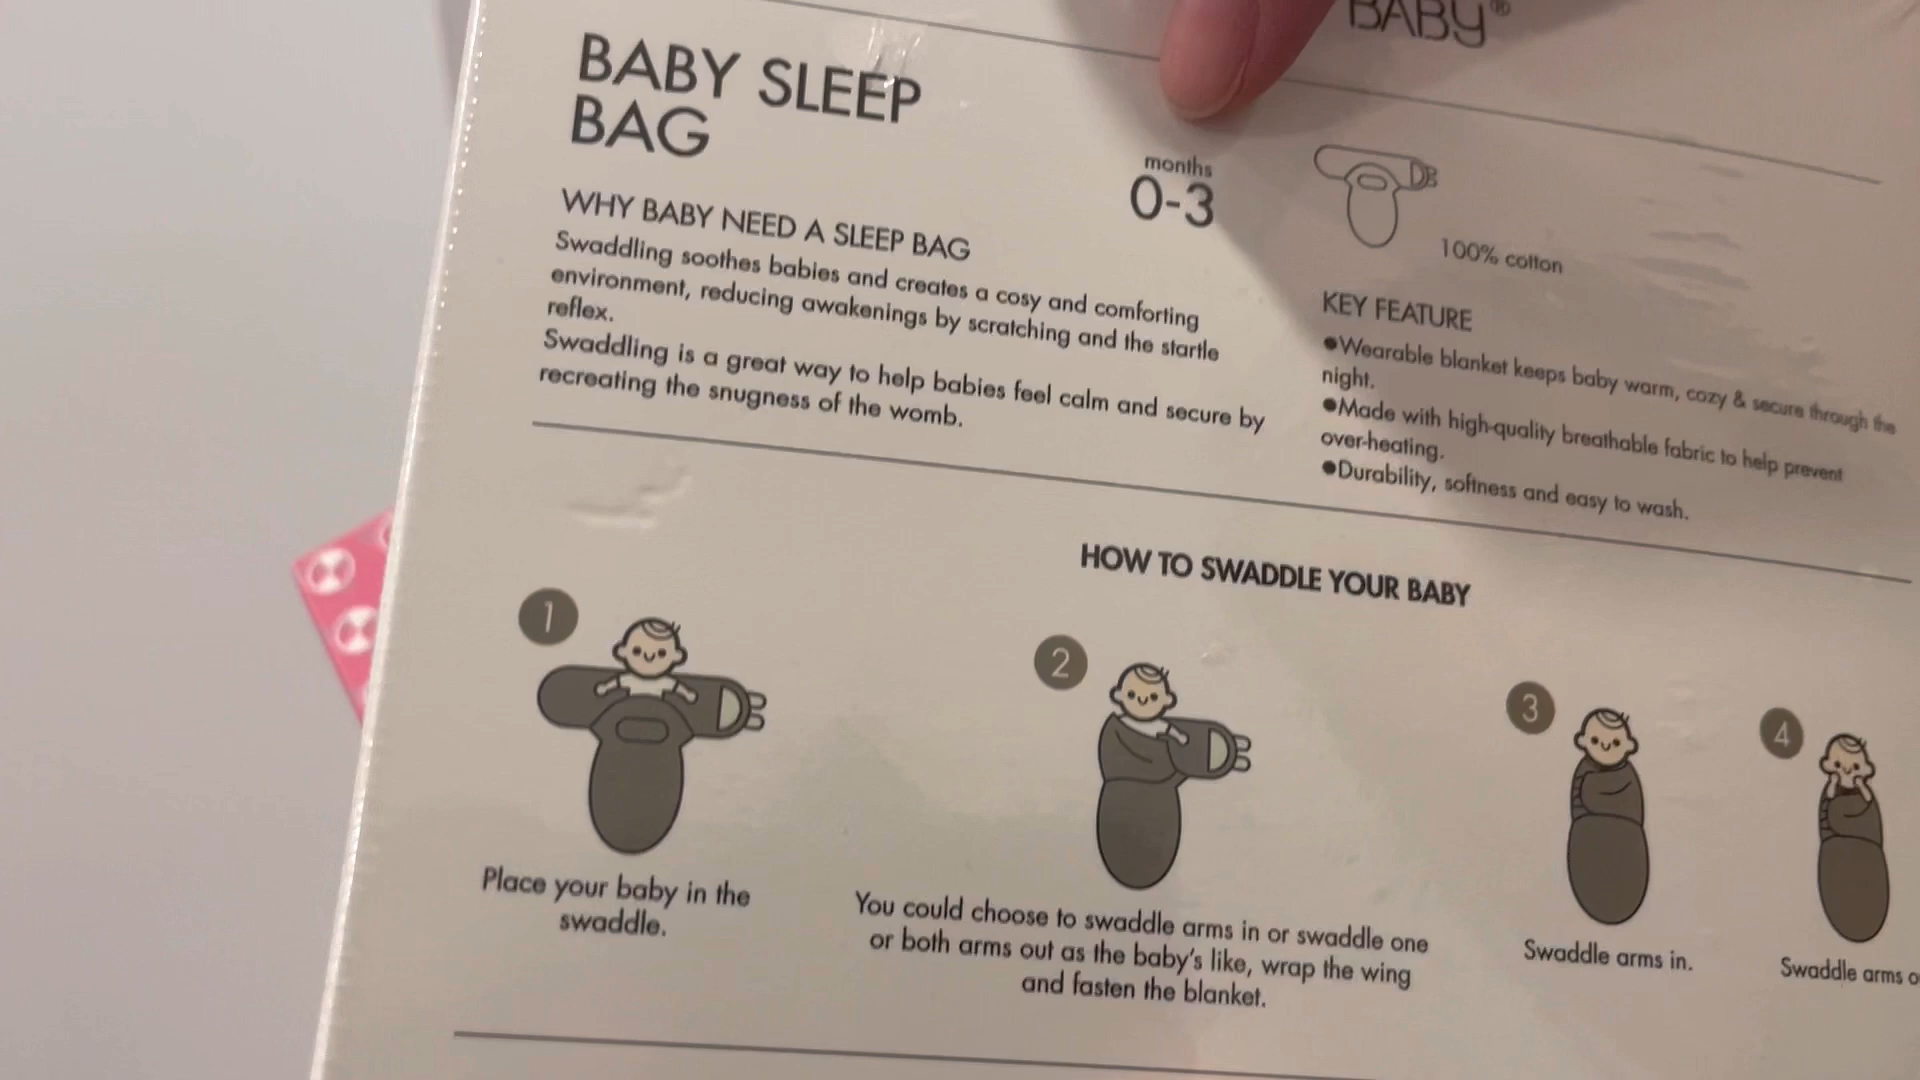 BABY®
BABY SLEEP
BAG
months
0-3
WHY BABY NEED A SLEEP BAG
Swaddling soothes babies and creates a cosy and comforting
environment, reducing awakenings by scratching and the startle
reflex.
Swaddling is a great way to help babies feel calm and secure by
recreating the snugness of the womb.
100% cotton
KEY FEATURE
●Wearable blanket keeps baby warm, cozy & secure through the
night.
●Made with high-quality breathable fabric to help prevent
over-heating.
●Durability, softness and easy to wash.
HOW TO SWADDLE YOUR BABY
1
Place your baby in the
swaddle.
2
You could choose to swaddle arms in or swaddle one
or both arms out as the baby's like, wrap the wing
and fasten the blanket.
3
Swaddle arms in.
4
Swaddle arms